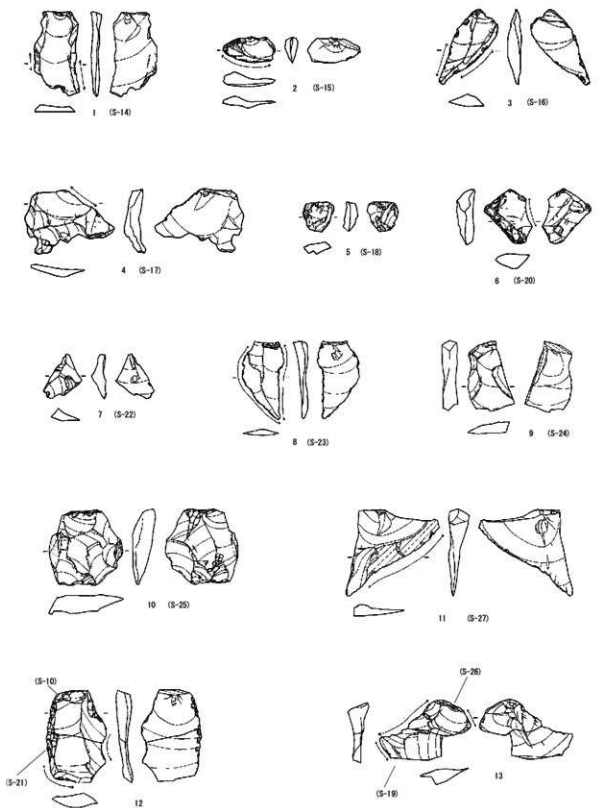 1 (S-14)
2 (S-15)
3 (S-16)
4 (S-17)
5 (S-18)
6 (S-20)
7 (S-22)
8 (S-23)
9 (S-24)
10 (S-25)
11 (S-27)
(S-10)
(S-21)
12
(S-26)
(S-19)
13